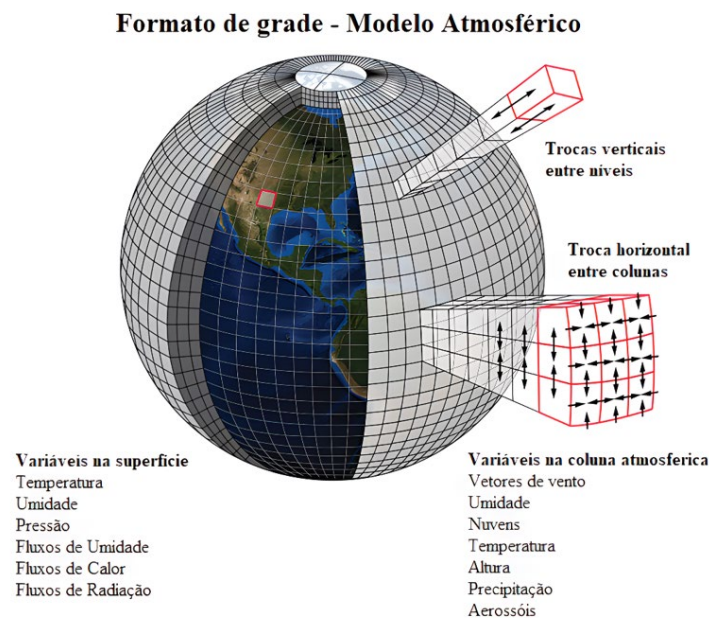 Formato de grade - Modelo Atmosférico
Trocas verticais
entre níveis
Troca horizontal
entre colunas
Variáveis na superfície
Temperatura
Umidade
Pressão
Fluxos de Umidade
Fluxos de Calor
Fluxos de Radiação
Variáveis na coluna atmosferica
Vetores de vento
Umidade
Nuvens
Temperatura
Altura
Precipitação
Aerossóis